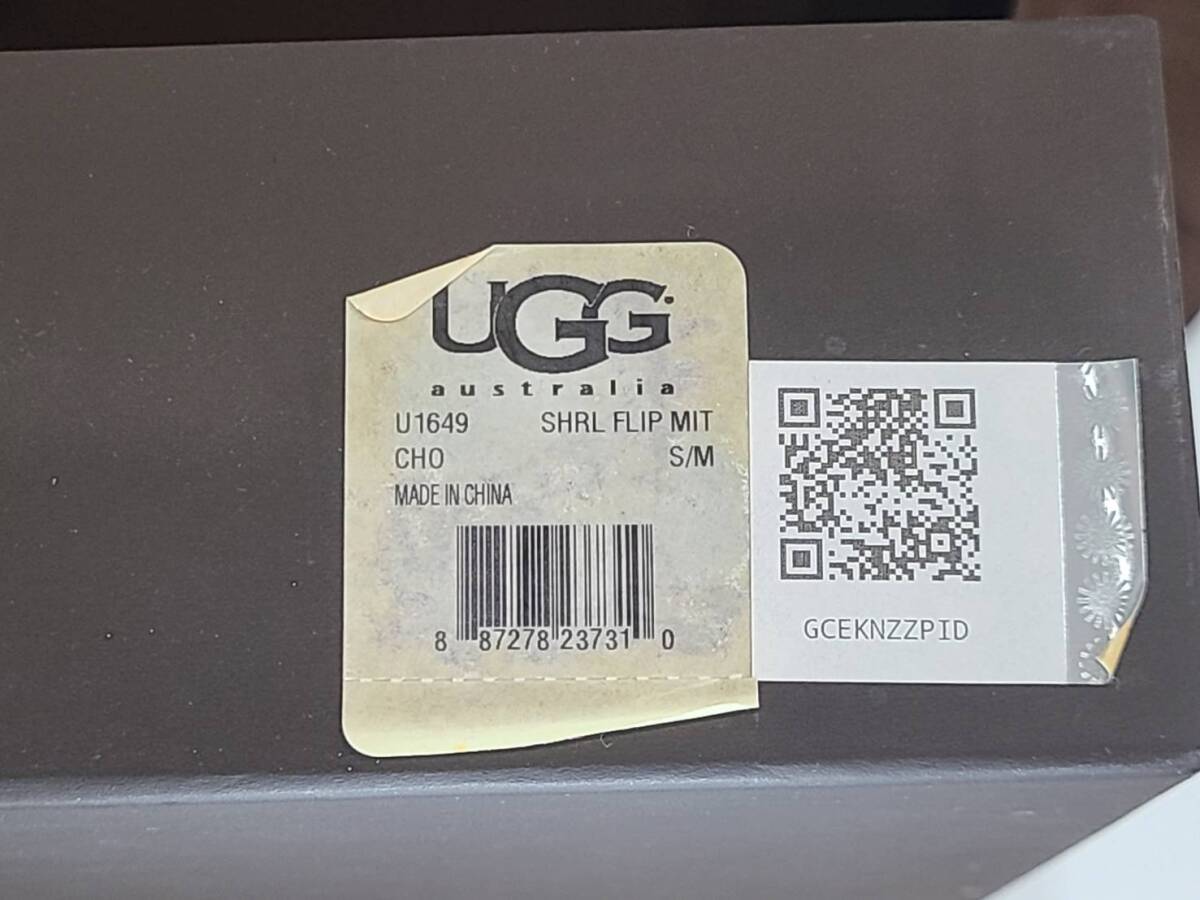 UGG
australia
U1649 SHRL FLIP MIT
CHO S/M
MADE IN CHINA
8 87278 23731 0
GCEKNZZPID